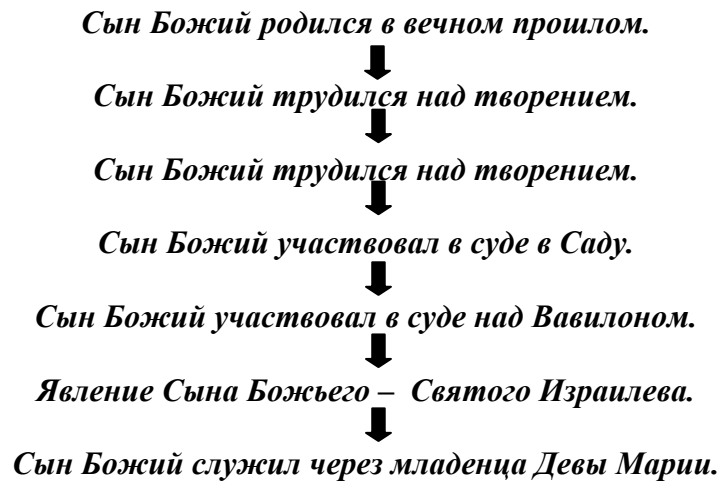 Сын Божий родился в вечном прошлом.
Сын Божий трудился над творением.
Сын Божий трудился над творением.
Сын Божий участвовал в суде в Саду.
Сын Божий участвовал в суде над Вавилоном.
Явление Сына Божьего – Святого Израилева.
Сын Божий служил через младенца Девы Марии.